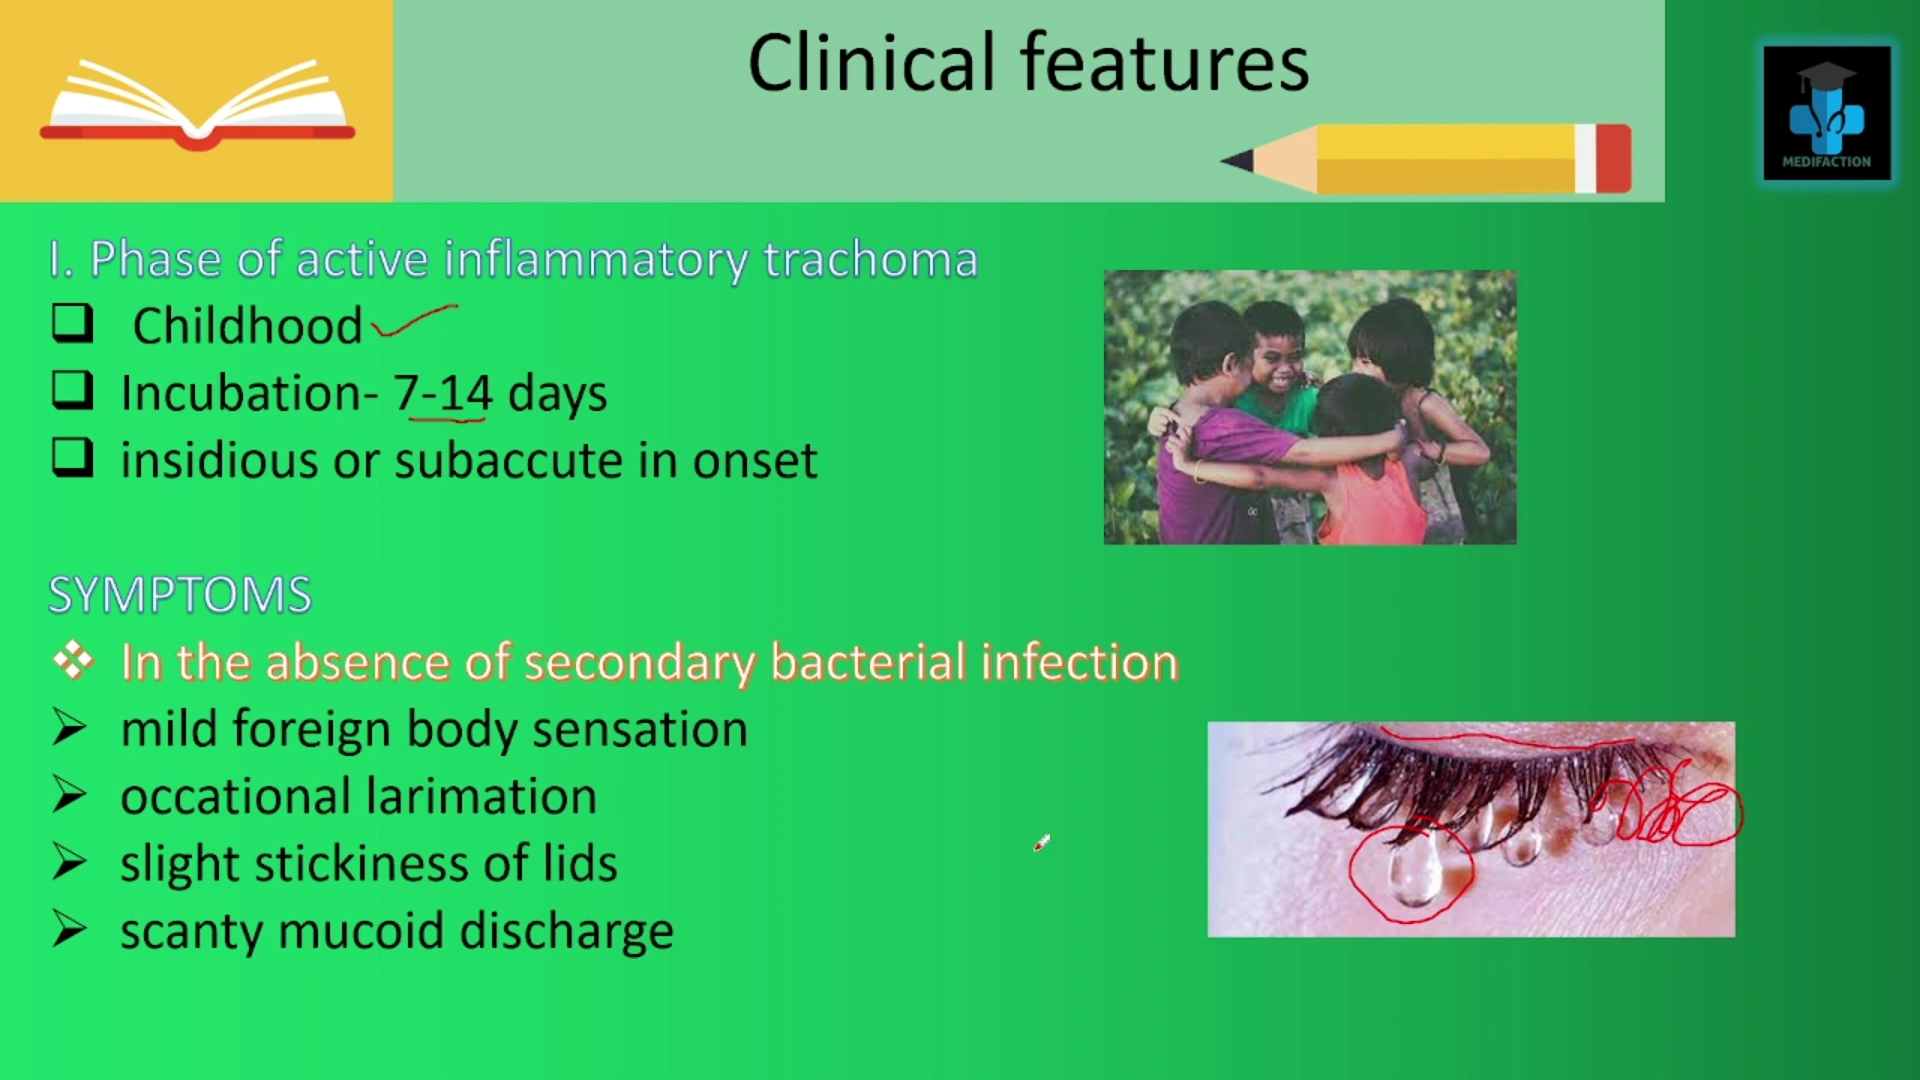 Clinical features
MEDIFACTION
I. Phase of active inflammatory trachoma
Childhood
Incubation- 7-14 days
insidious or subaccute in onset
SYMPTOMS
In the absence of secondary bacterial infection
mild foreign body sensation
occational larimation
slight stickiness of lids
scanty mucoid discharge